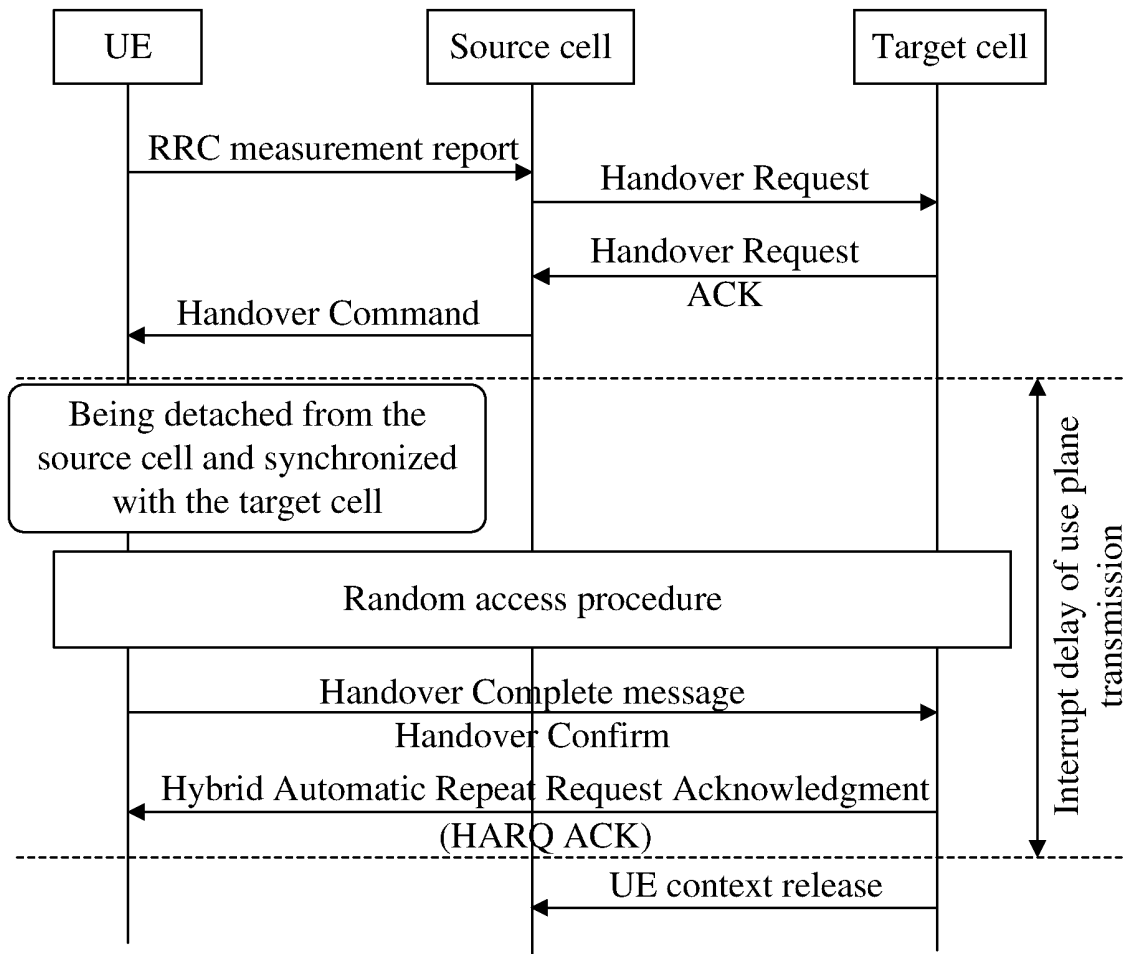 UE
Source cell
Target cell
RRC measurement report
Handover Request
Handover Request
ACK
Handover Command
Being detached from the
source cell and synchronized
with the target cell
Random access procedure
Handover Complete message
Handover Confirm
Hybrid Automatic Repeat Request Acknowledgment
(HARQ ACK)
UE context release
Interrupt delay of use plane
transmission